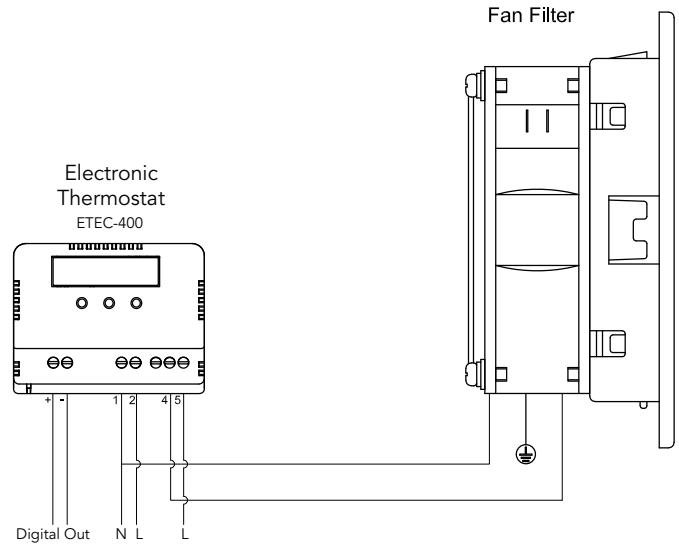 Fan Filter
Electronic
Thermostat
ETEC-400
+ - 1 2 4 5
Digital Out N L L